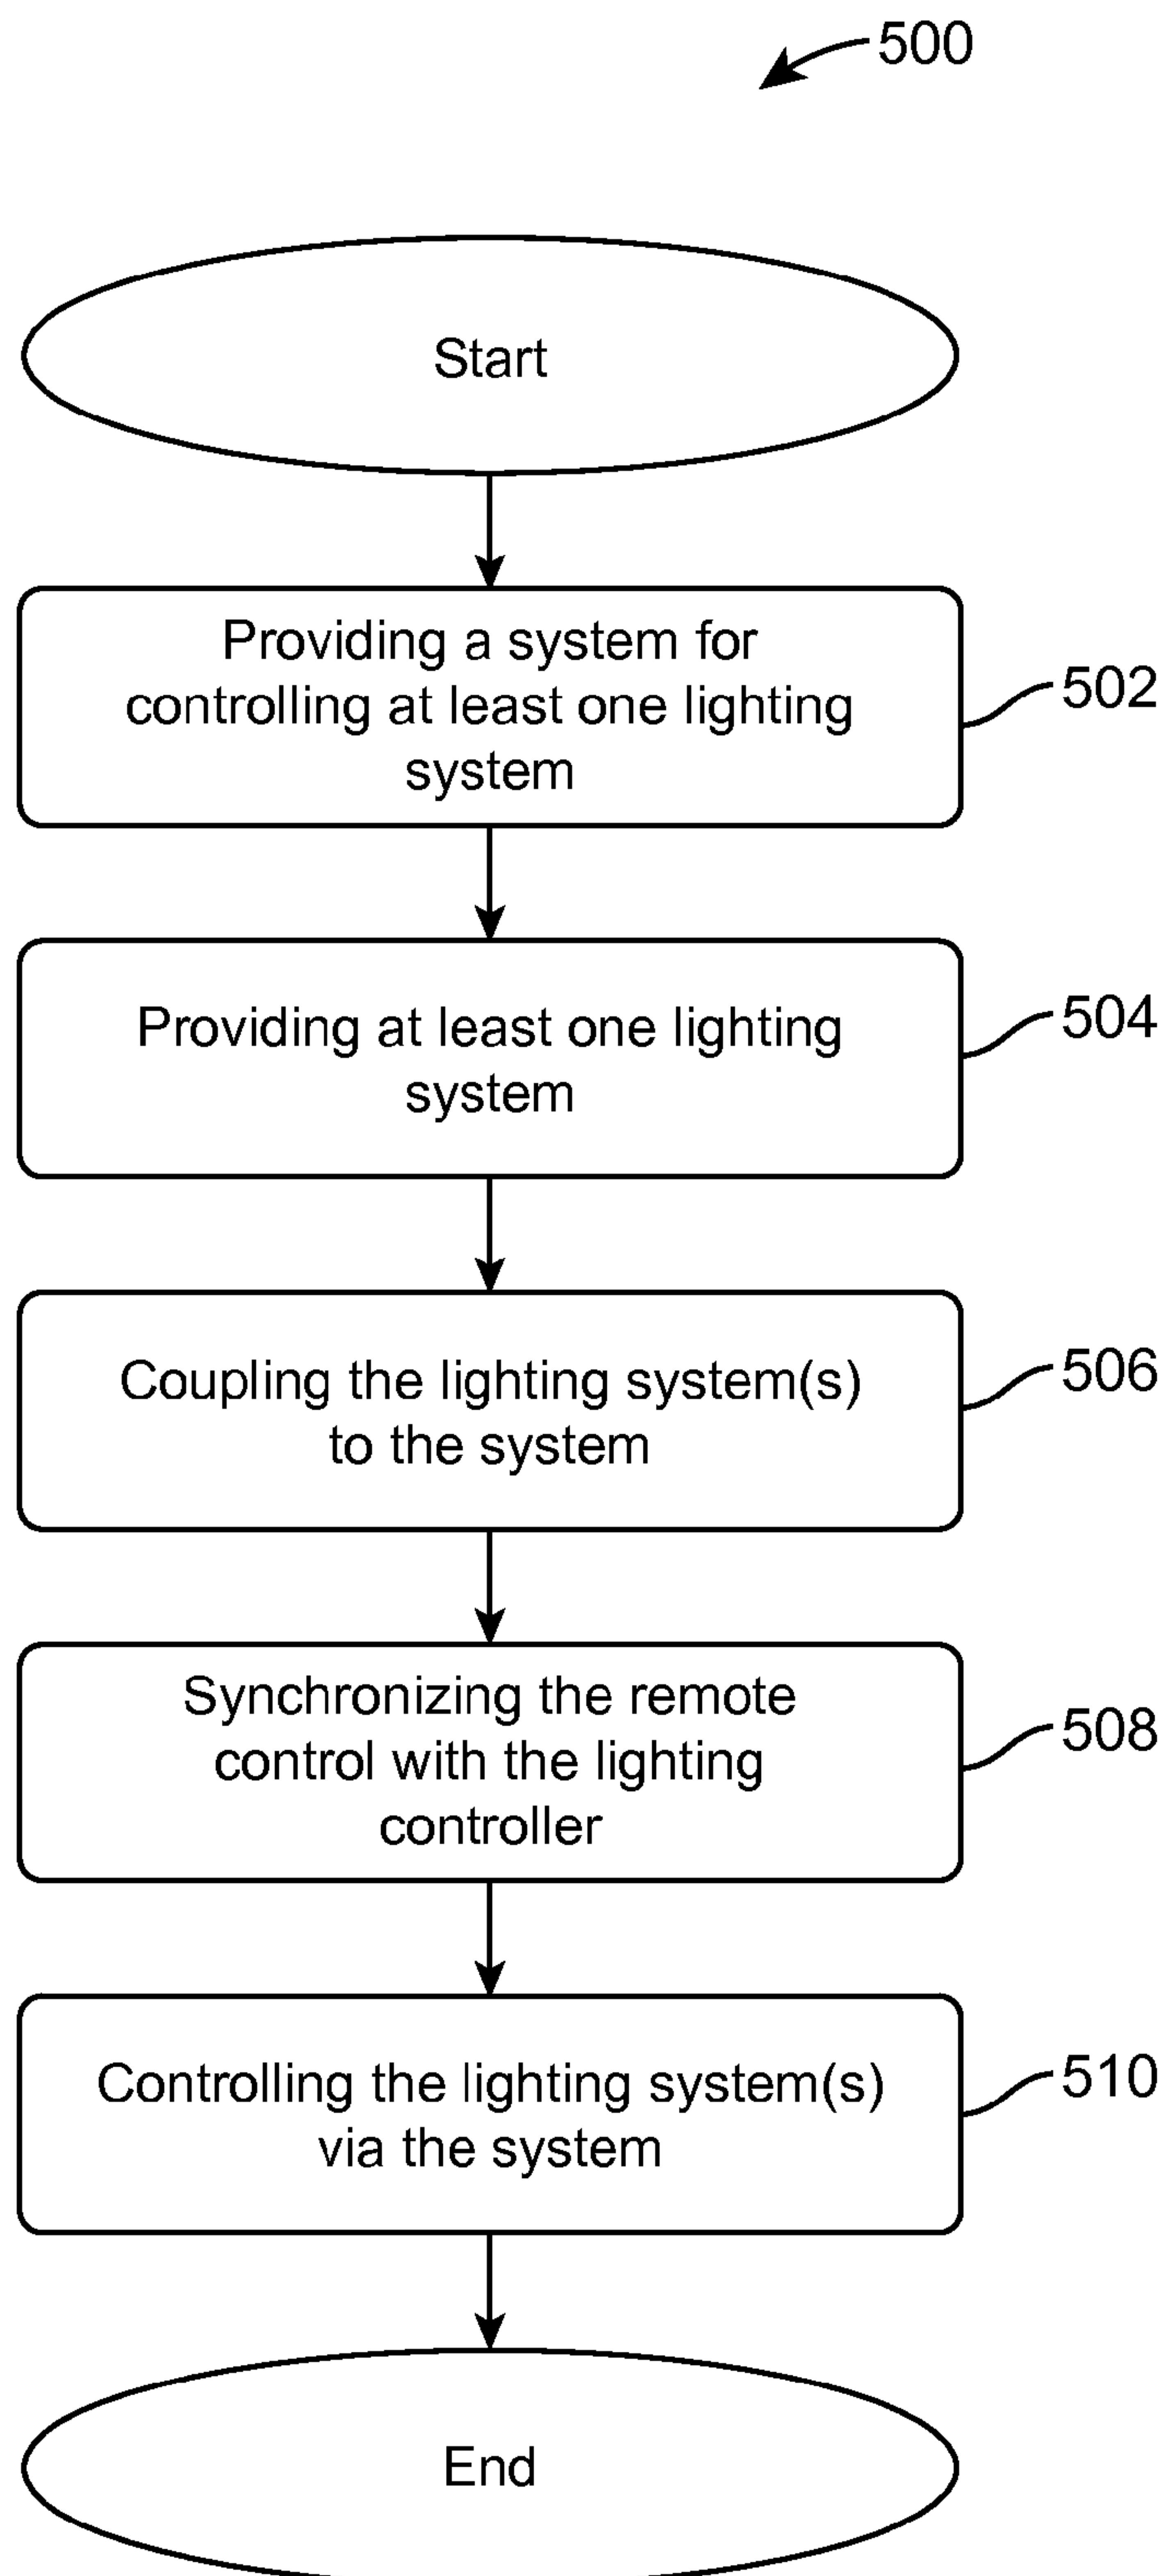 500
Start
Providing a system for
controlling at least one lighting
system
502
Providing at least one lighting
system
504
Coupling the lighting system(s)
to the system
506
Synchronizing the remote
control with the lighting
controller
508
Controlling the lighting system(s)
via the system
510
End